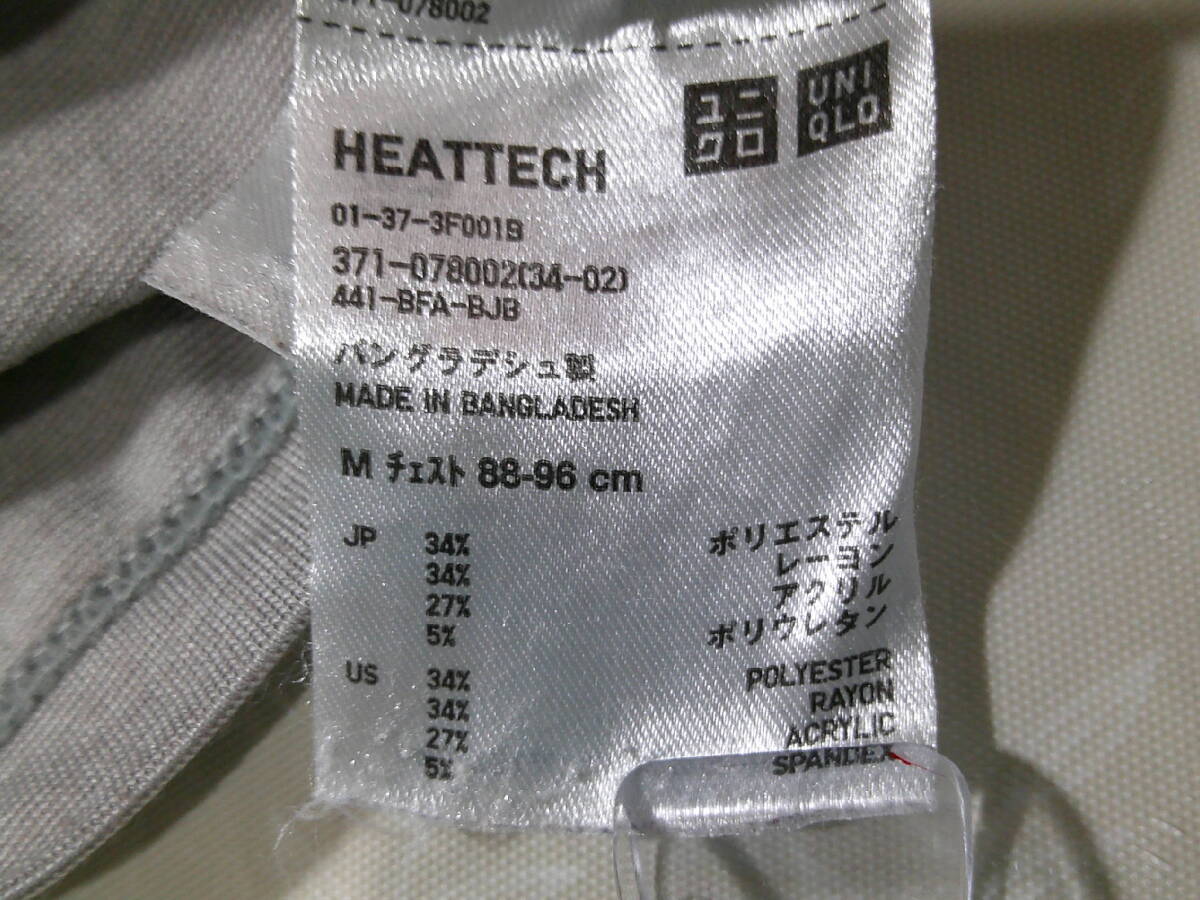 371-078002
ユニクロ UNIQLO
HEATTECH
01-37-3F001B
371-078002(34-02)
441-BFA-BJB
バングラデシュ製
MADE IN BANGLADESH
M チェスト 88-96 cm
JP 34% ポリエステル
34% レーヨン
27% アクリル
5% ポリウレタン
US 34% POLYESTER
34% RAYON
27% ACRYLIC
5% SPANDEX